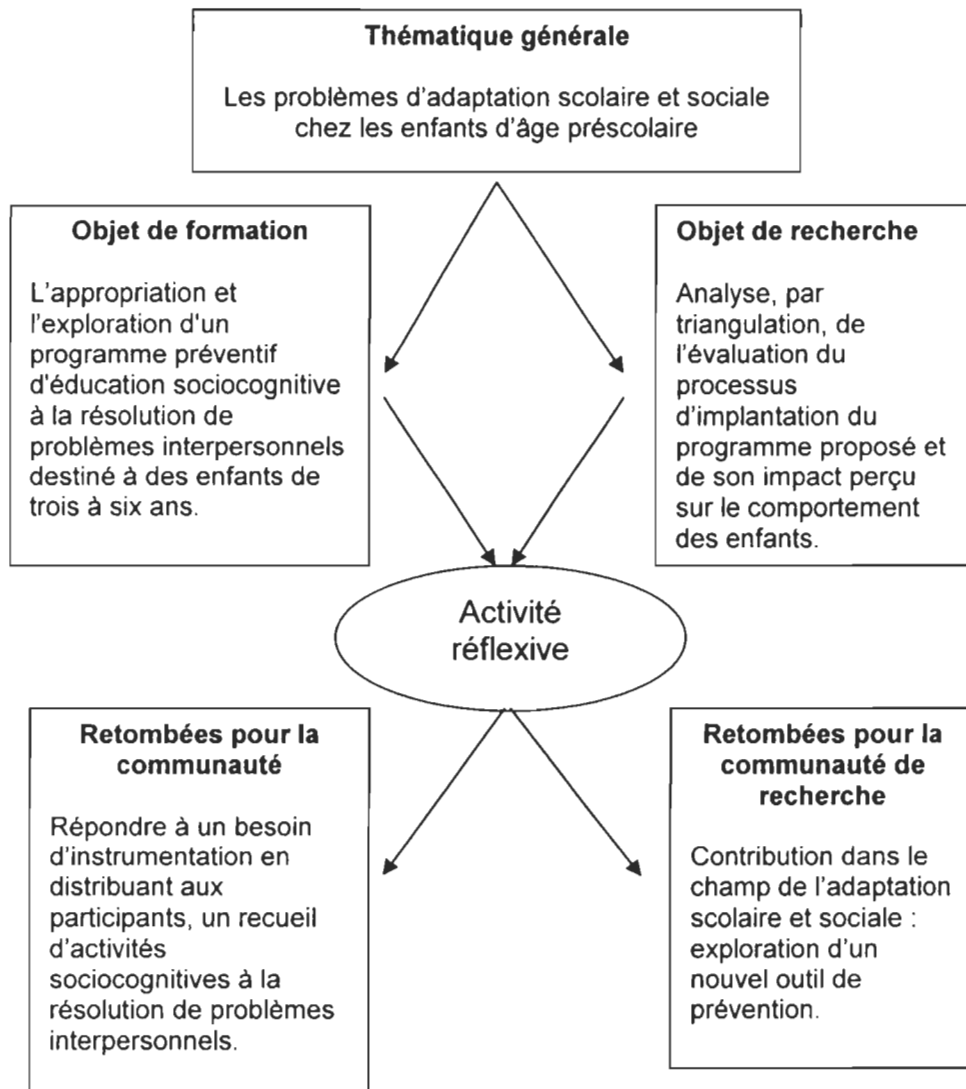 Thématique générale
Les problèmes d'adaptation scolaire et sociale
chez les enfants d'âge préscolaire
Objet de formation
L'appropriation et
l'exploration d'un
programme préventif
d'éducation sociocognitive
à la résolution de
problèmes interpersonnels
destiné à des enfants de
trois à six ans.
Objet de recherche
Analyse, par
triangulation, de
l'évaluation du
processus
d'implantation du
programme proposé et
de son impact perçu
sur le comportement
des enfants.
Activité
réflexive
Retombées pour la
communauté
Répondre à un besoin
d'instrumentation en
distribuant aux
participants, un recueil
d'activités
sociocognitives à la
résolution de problèmes
interpersonnels.
Retombées pour la
communauté de
recherche
Contribution dans le
champ de l'adaptation
scolaire et sociale :
exploration d'un
nouvel outil de
prévention.